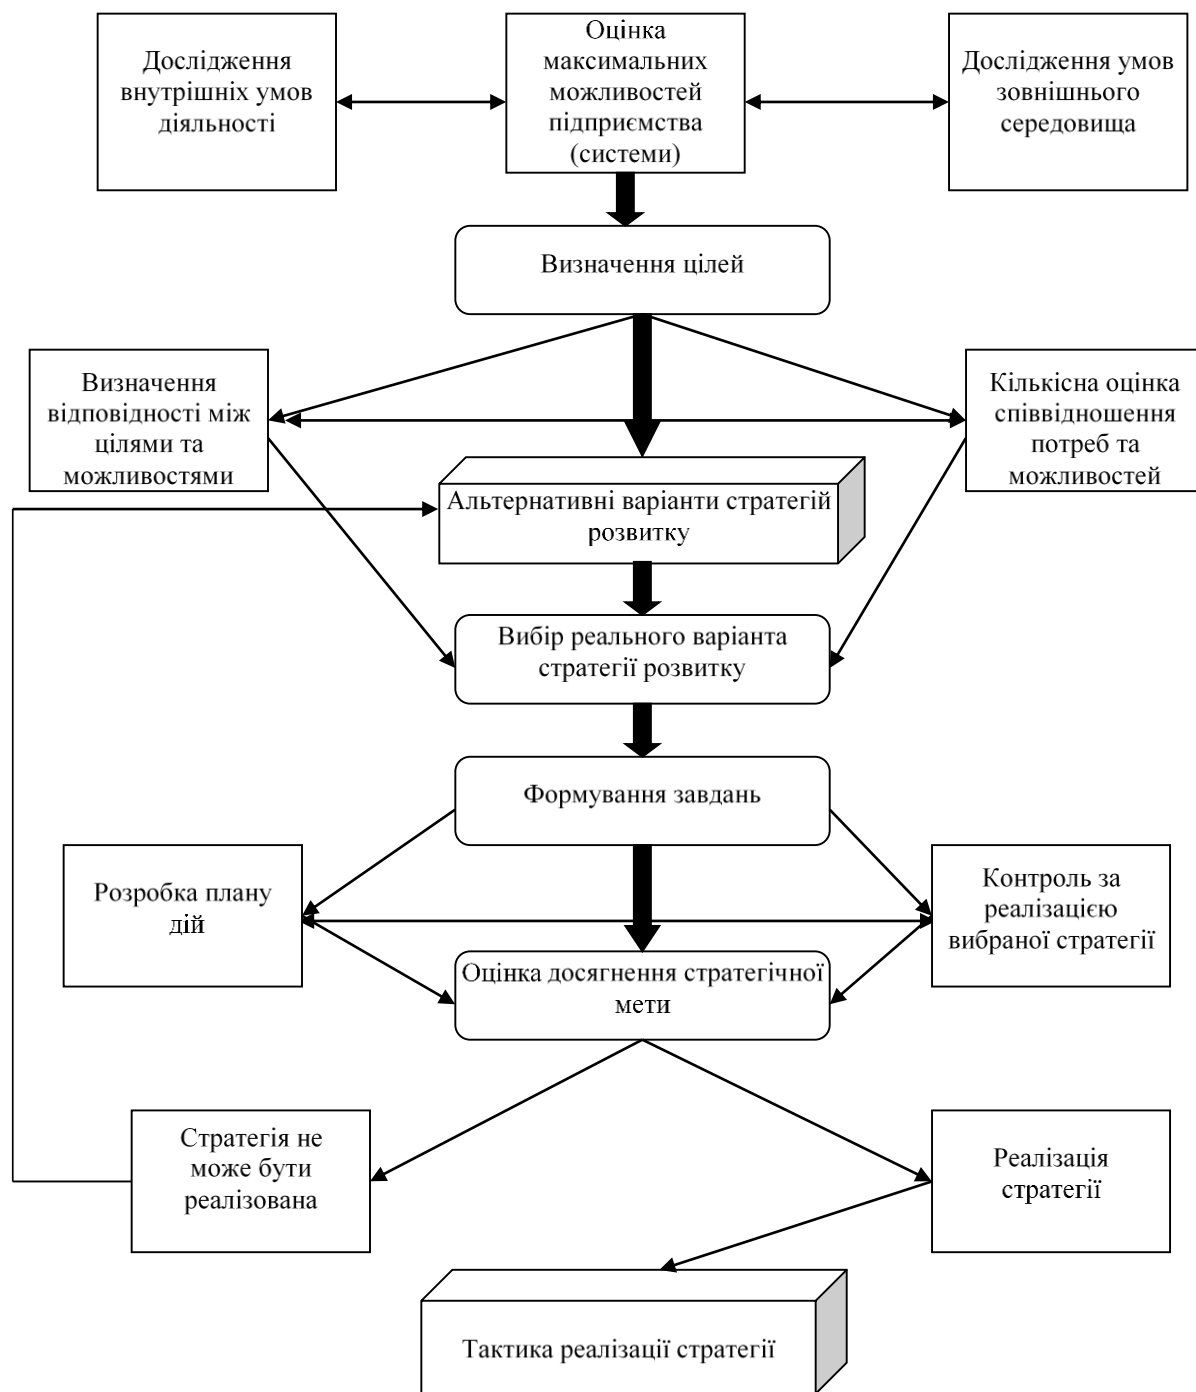 Дослідження
внутрішніх умов
діяльності
Оцінка
максимальних
можливостей
підприємства
(системи)
Дослідження умов
зовнішнього
середовища
Визначення цілей
Визначення
відповідності між
цілями та
можливостями
Кількісна оцінка
співвідношення
потреб та
можливостей
Альтернативні варіанти стратегій
розвитку
Вибір реального варіанта
стратегії розвитку
Формування завдань
Розробка плану
дій
Контроль за
реалізацією
вибраної стратегії
Оцінка досягнення стратегічної
мети
Стратегія не
може бути
реалізована
Реалізація
стратегії
Тактика реалізації стратегії